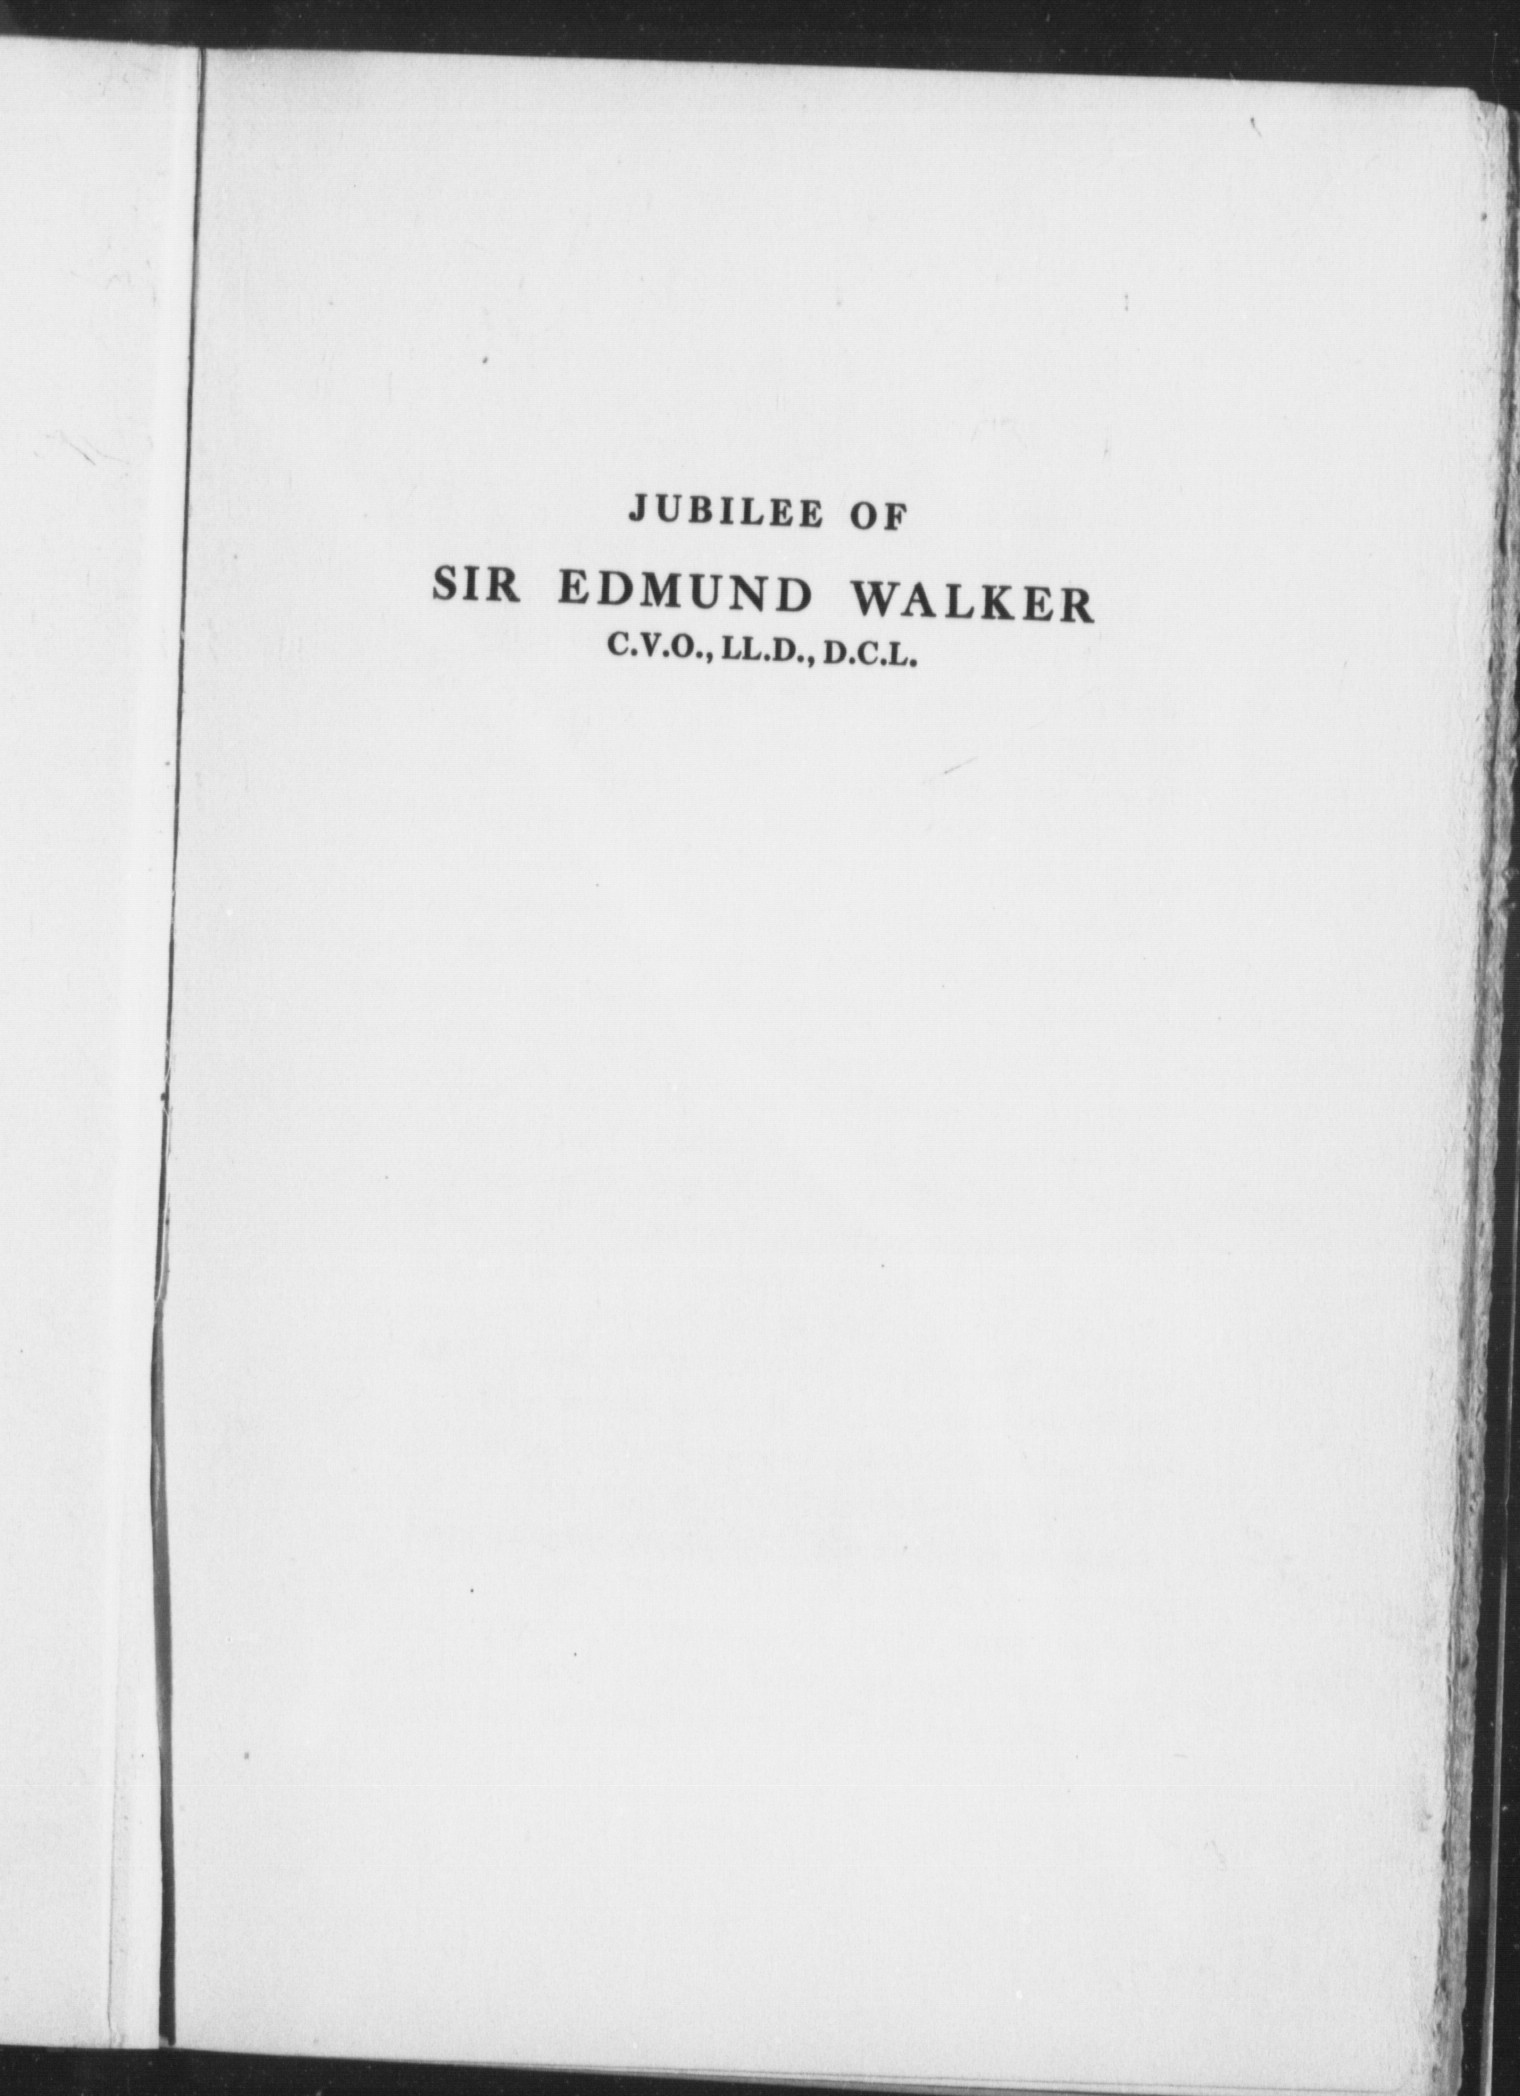 JUBILEE OF
SIR EDMUND WALKER
C.V.O., LL.D., D.C.L.